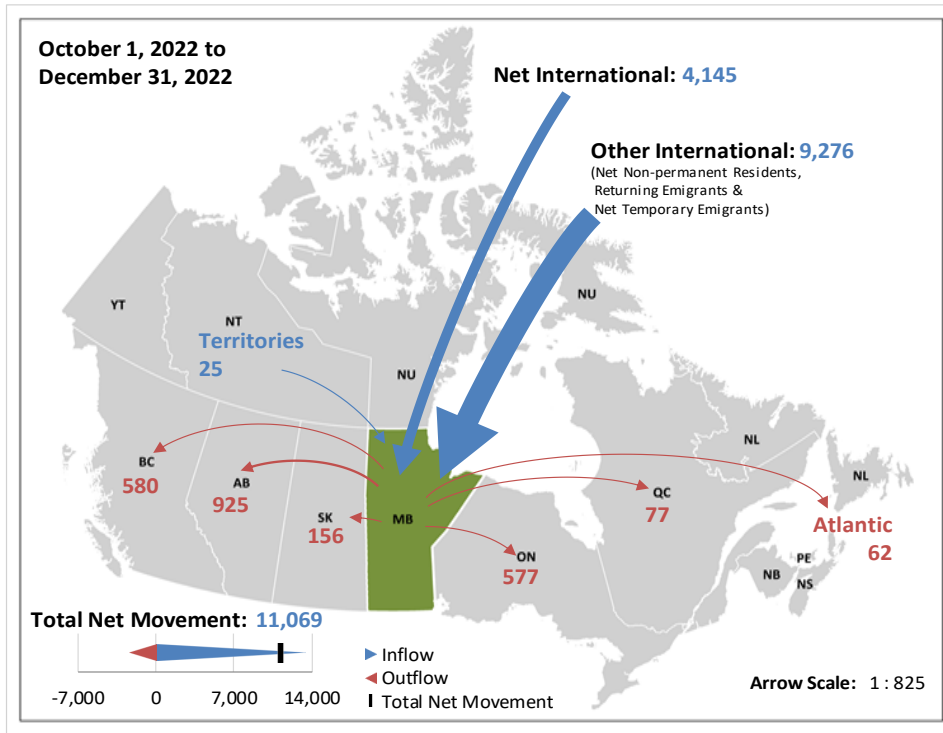 October 1, 2022 to
December 31, 2022
Net International: 4,145
Other International: 9,276
(Net Non-permanent Residents,
Returning Emigrants &
Net Temporary Emigrants)
YT
NT
NU
NU
Territories
25
BC
580
AB
925
SK
156
MB
ON
577
QC
77
NL
NL
Atlantic
62
PE
NB
NS
Total Net Movement: 11,069
-7,000 0 7,000 14,000
Inflow
Outflow
Total Net Movement
Arrow Scale: 1 : 825